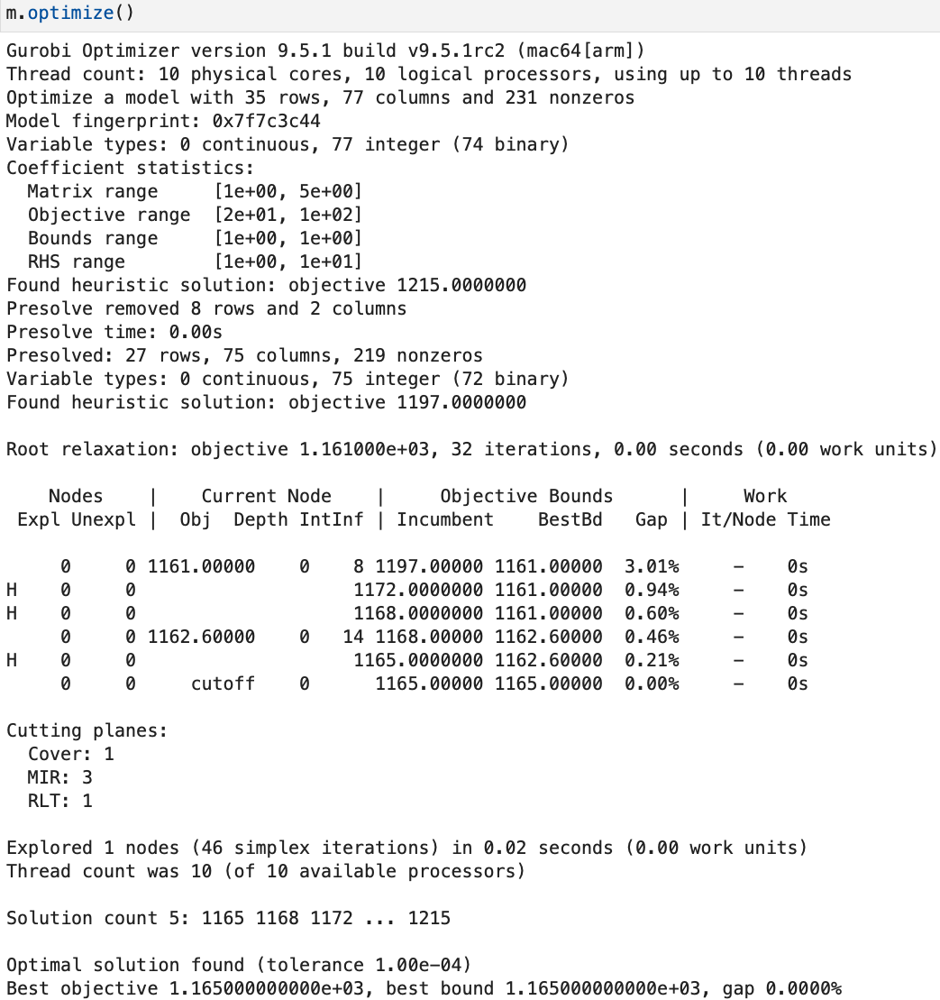 m.optimize()
Gurobi Optimizer version 9.5.1 build v9.5.1rc2 (mac64[arm])
Thread count: 10 physical cores, 10 logical processors, using up to 10 threads
Optimize a model with 35 rows, 77 columns and 231 nonzeros
Model fingerprint: 0x7f7c3c44
Variable types: 0 continuous, 77 integer (74 binary)
Coefficient statistics:
  Matrix range     [1e+00, 5e+00]
  Objective range  [2e+01, 1e+02]
  Bounds range     [1e+00, 1e+00]
  RHS range        [1e+00, 1e+01]
Found heuristic solution: objective 1215.0000000
Presolve removed 8 rows and 2 columns
Presolve time: 0.00s
Presolved: 27 rows, 75 columns, 219 nonzeros
Variable types: 0 continuous, 75 integer (72 binary)
Found heuristic solution: objective 1197.0000000

Root relaxation: objective 1.161000e+03, 32 iterations, 0.00 seconds (0.00 work units)

    Nodes    |    Current Node    |     Objective Bounds      |     Work
 Expl Unexpl |  Obj  Depth IntInf | Incumbent    BestBd   Gap | It/Node Time

     0     0 1161.00000    0    8 1197.00000 1161.00000  3.01%     -    0s
H    0     0                    1172.0000000 1161.00000  0.94%     -    0s
H    0     0                    1168.0000000 1161.00000  0.60%     -    0s
     0     0 1162.60000    0   14 1168.00000 1162.60000  0.46%     -    0s
H    0     0                    1165.0000000 1162.60000  0.21%     -    0s
     0     0     cutoff    0      1165.00000 1165.00000  0.00%     -    0s

Cutting planes:
  Cover: 1
  MIR: 3
  RLT: 1

Explored 1 nodes (46 simplex iterations) in 0.02 seconds (0.00 work units)
Thread count was 10 (of 10 available processors)

Solution count 5: 1165 1168 1172 ... 1215

Optimal solution found (tolerance 1.00e-04)
Best objective 1.165000000000e+03, best bound 1.165000000000e+03, gap 0.0000%